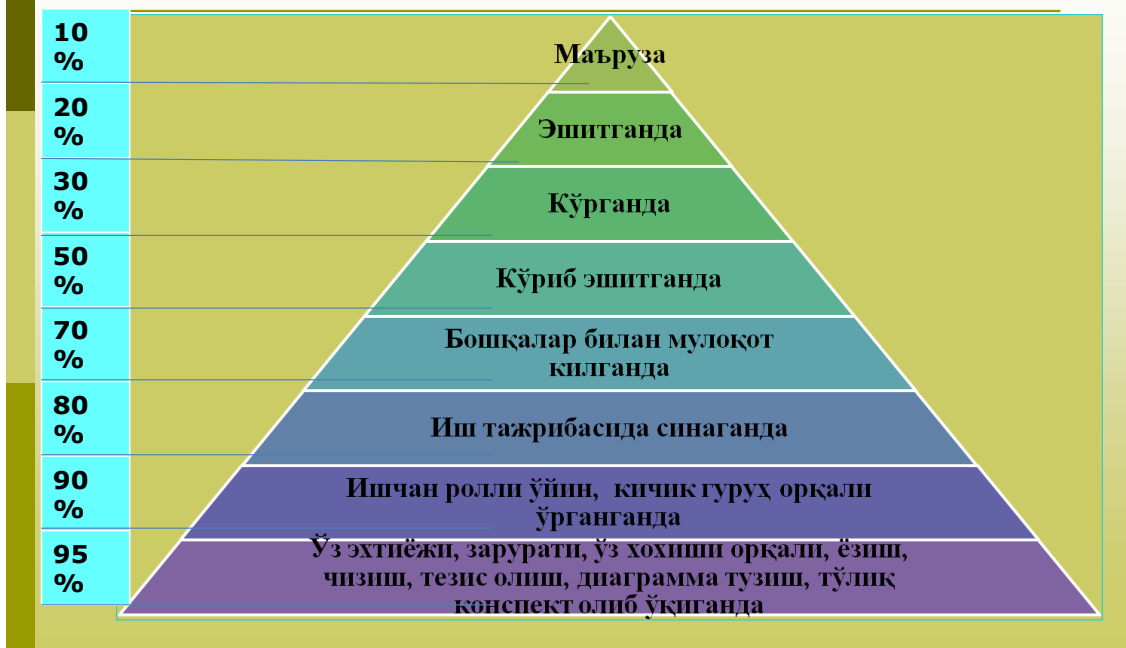 10
%
Маъруза
20
%
Эшитганда
30
%
Кўрганда
50
%
Кўриб эшитганда
70
%
Бошқалар билан мулоқот
килганда
80
%
Иш тажрибасида синаганда
90
%
Ишчан ролли ўйин, кичик гуруҳ орқали
ўрганганда
95
%
Ўз эхтиёжи, зарурати, ўз хохиши орқали, ёзиш,
чизиш, тезис олиш, диаграмма тузиш, тўлиқ
конспект олиб ўқиганда